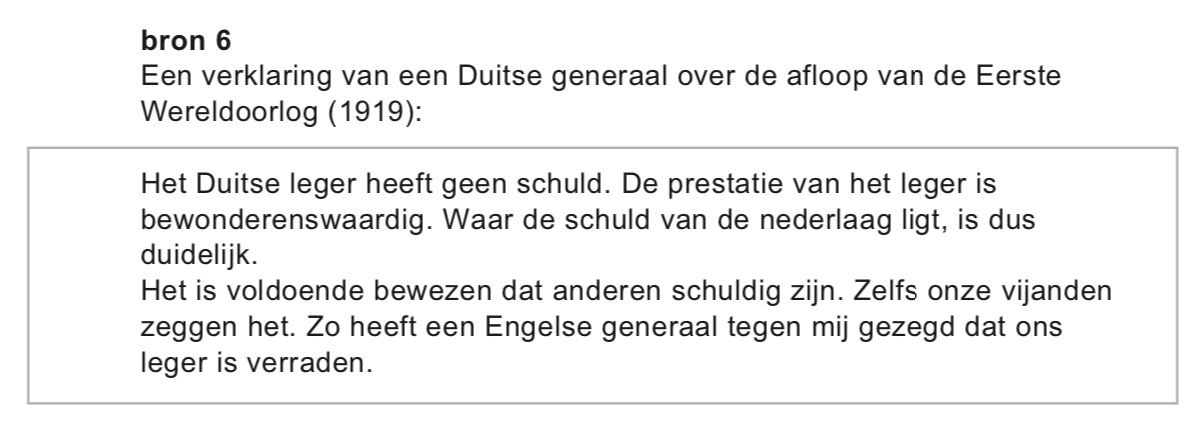 bron 6
Een verklaring van een Duitse generaal over de afloop van de Eerste
Wereldoorlog (1919):
Het Duitse leger heeft geen schuld. De prestatie van het leger is
bewonderenswaardig. Waar de schuld van de nederlaag ligt, is dus
duidelijk.
Het is voldoende bewezen dat anderen schuldig zijn. Zelfs onze vijanden
zeggen het. Zo heeft een Engelse generaal tegen mij gezegd dat ons
leger is verraden.